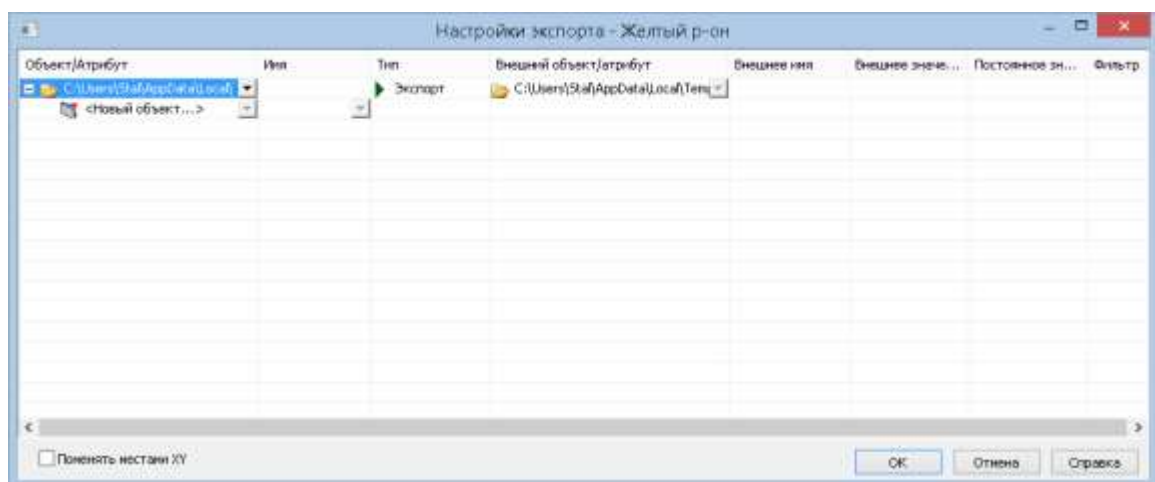 Настройки экспорта - Желтый р-он
Объект/Атрибут Имя Тип Внешний объект/атрибут Внешнее имя Внешнее значе... Постоянное зн... Фильтр
C:\Users\Staf\AppData\Local\ Экспорт C:\Users\Staf\AppData\Local\Temp
<Новый объект...>
Поменять местами XY
OK Отмена Справка